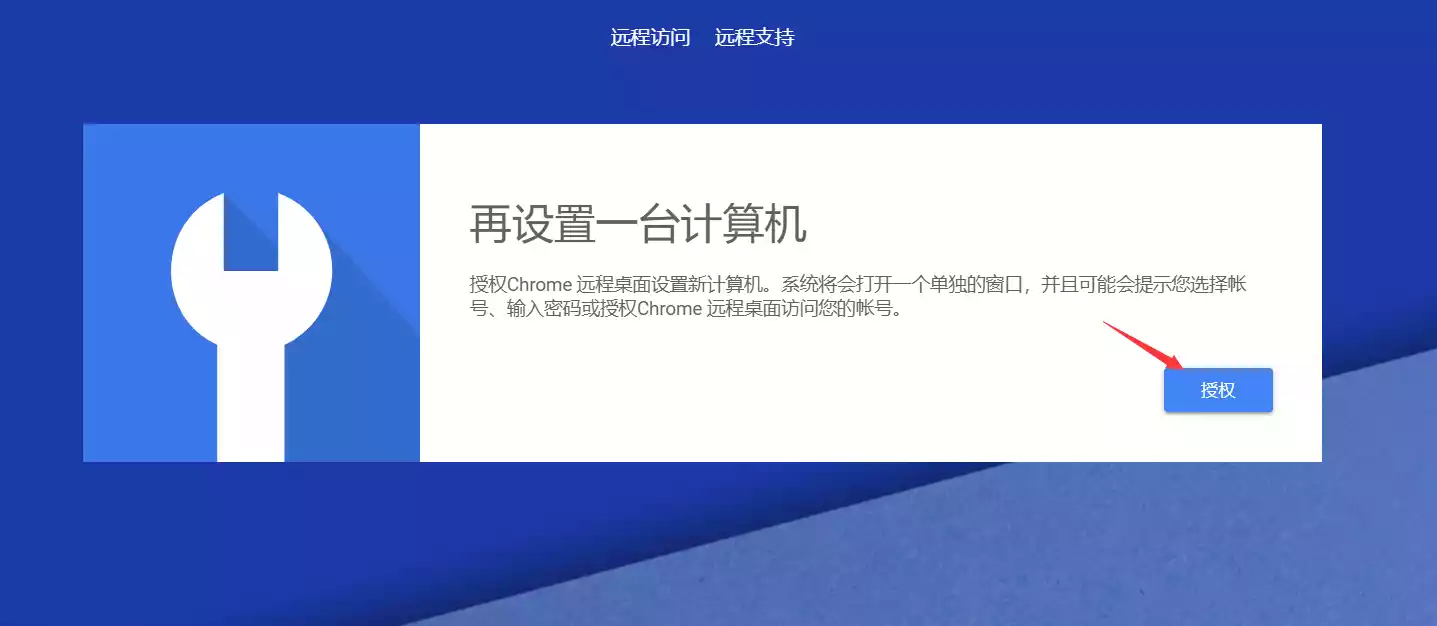 远程访问 远程支持
再设置一台计算机
授权Chrome 远程桌面设置新计算机。系统将会打开一个单独的窗口，并且可能会提示您选择帐
号、输入密码或授权Chrome 远程桌面访问您的帐号。
授权